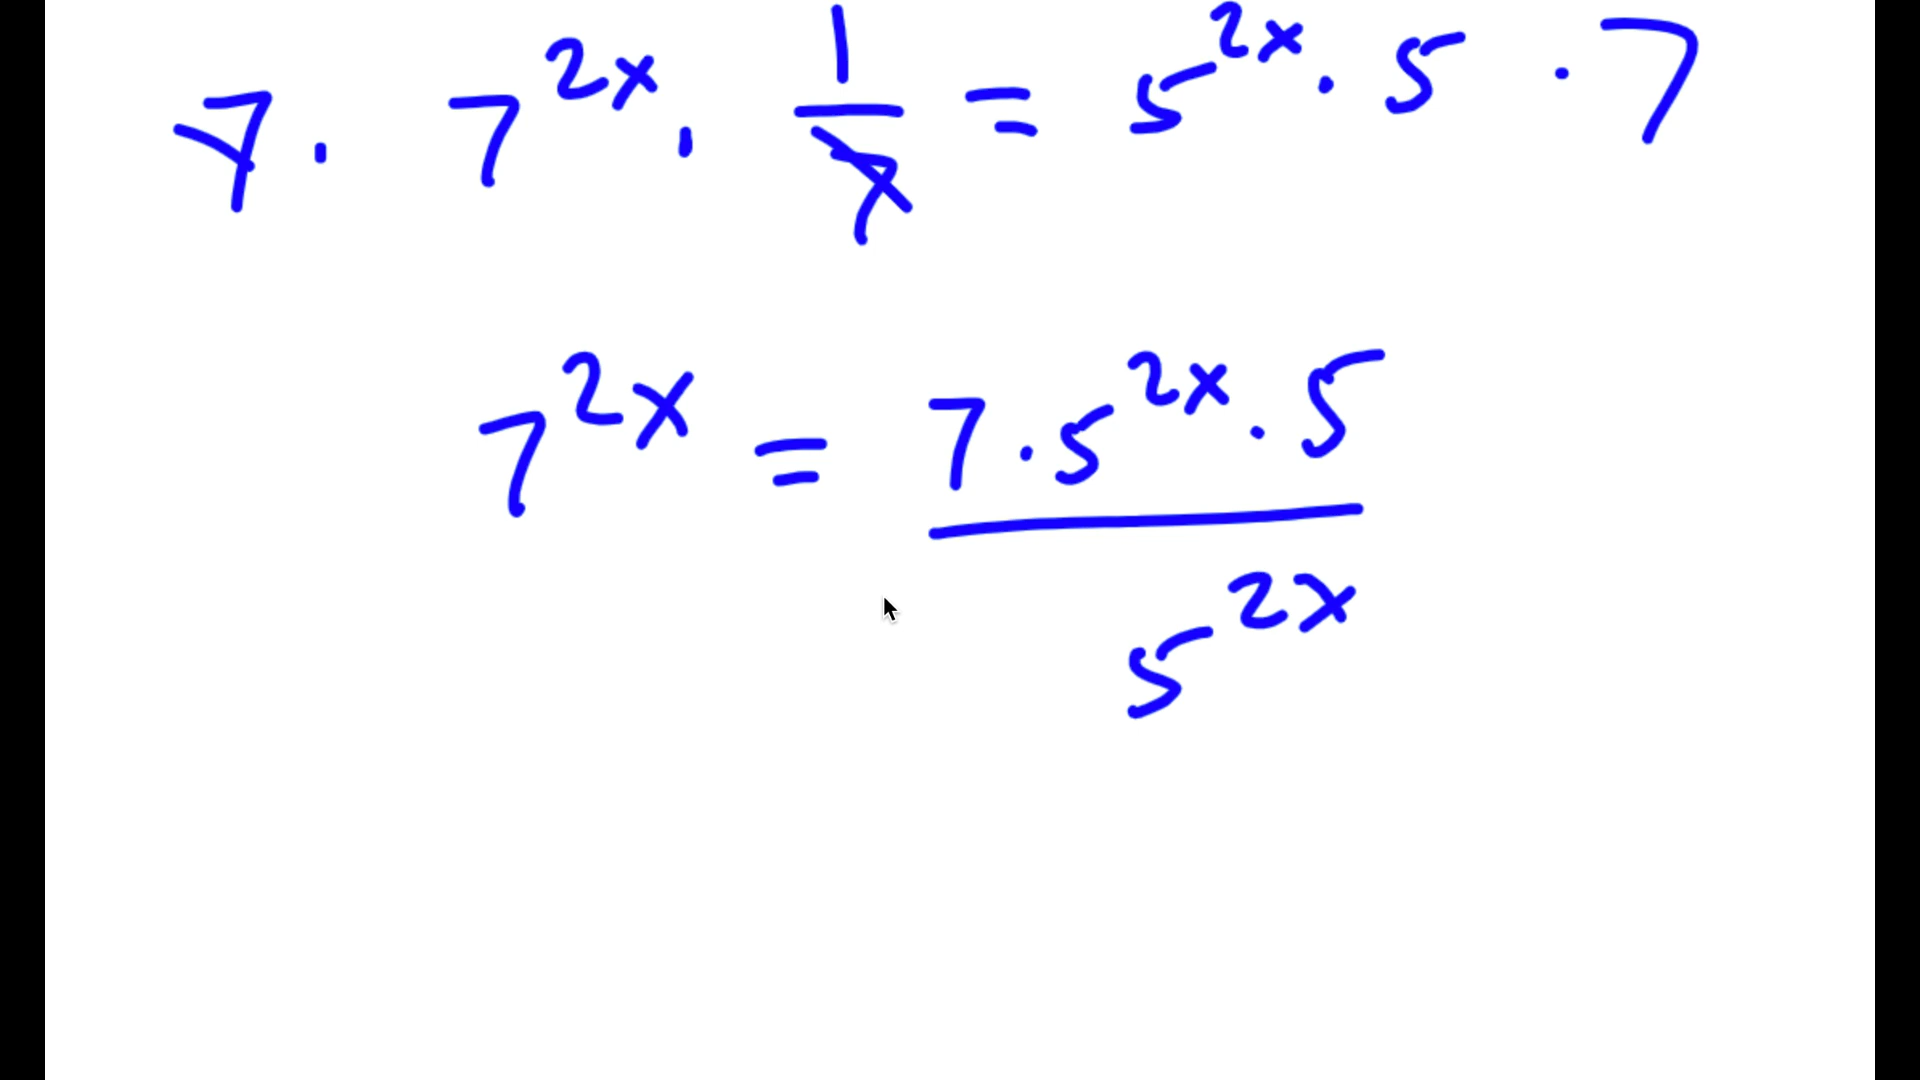 7 · 7^2x · 1/7 = 5^2x · 5 · 7
7^2x = 7 · 5^2x · 5
5^2x